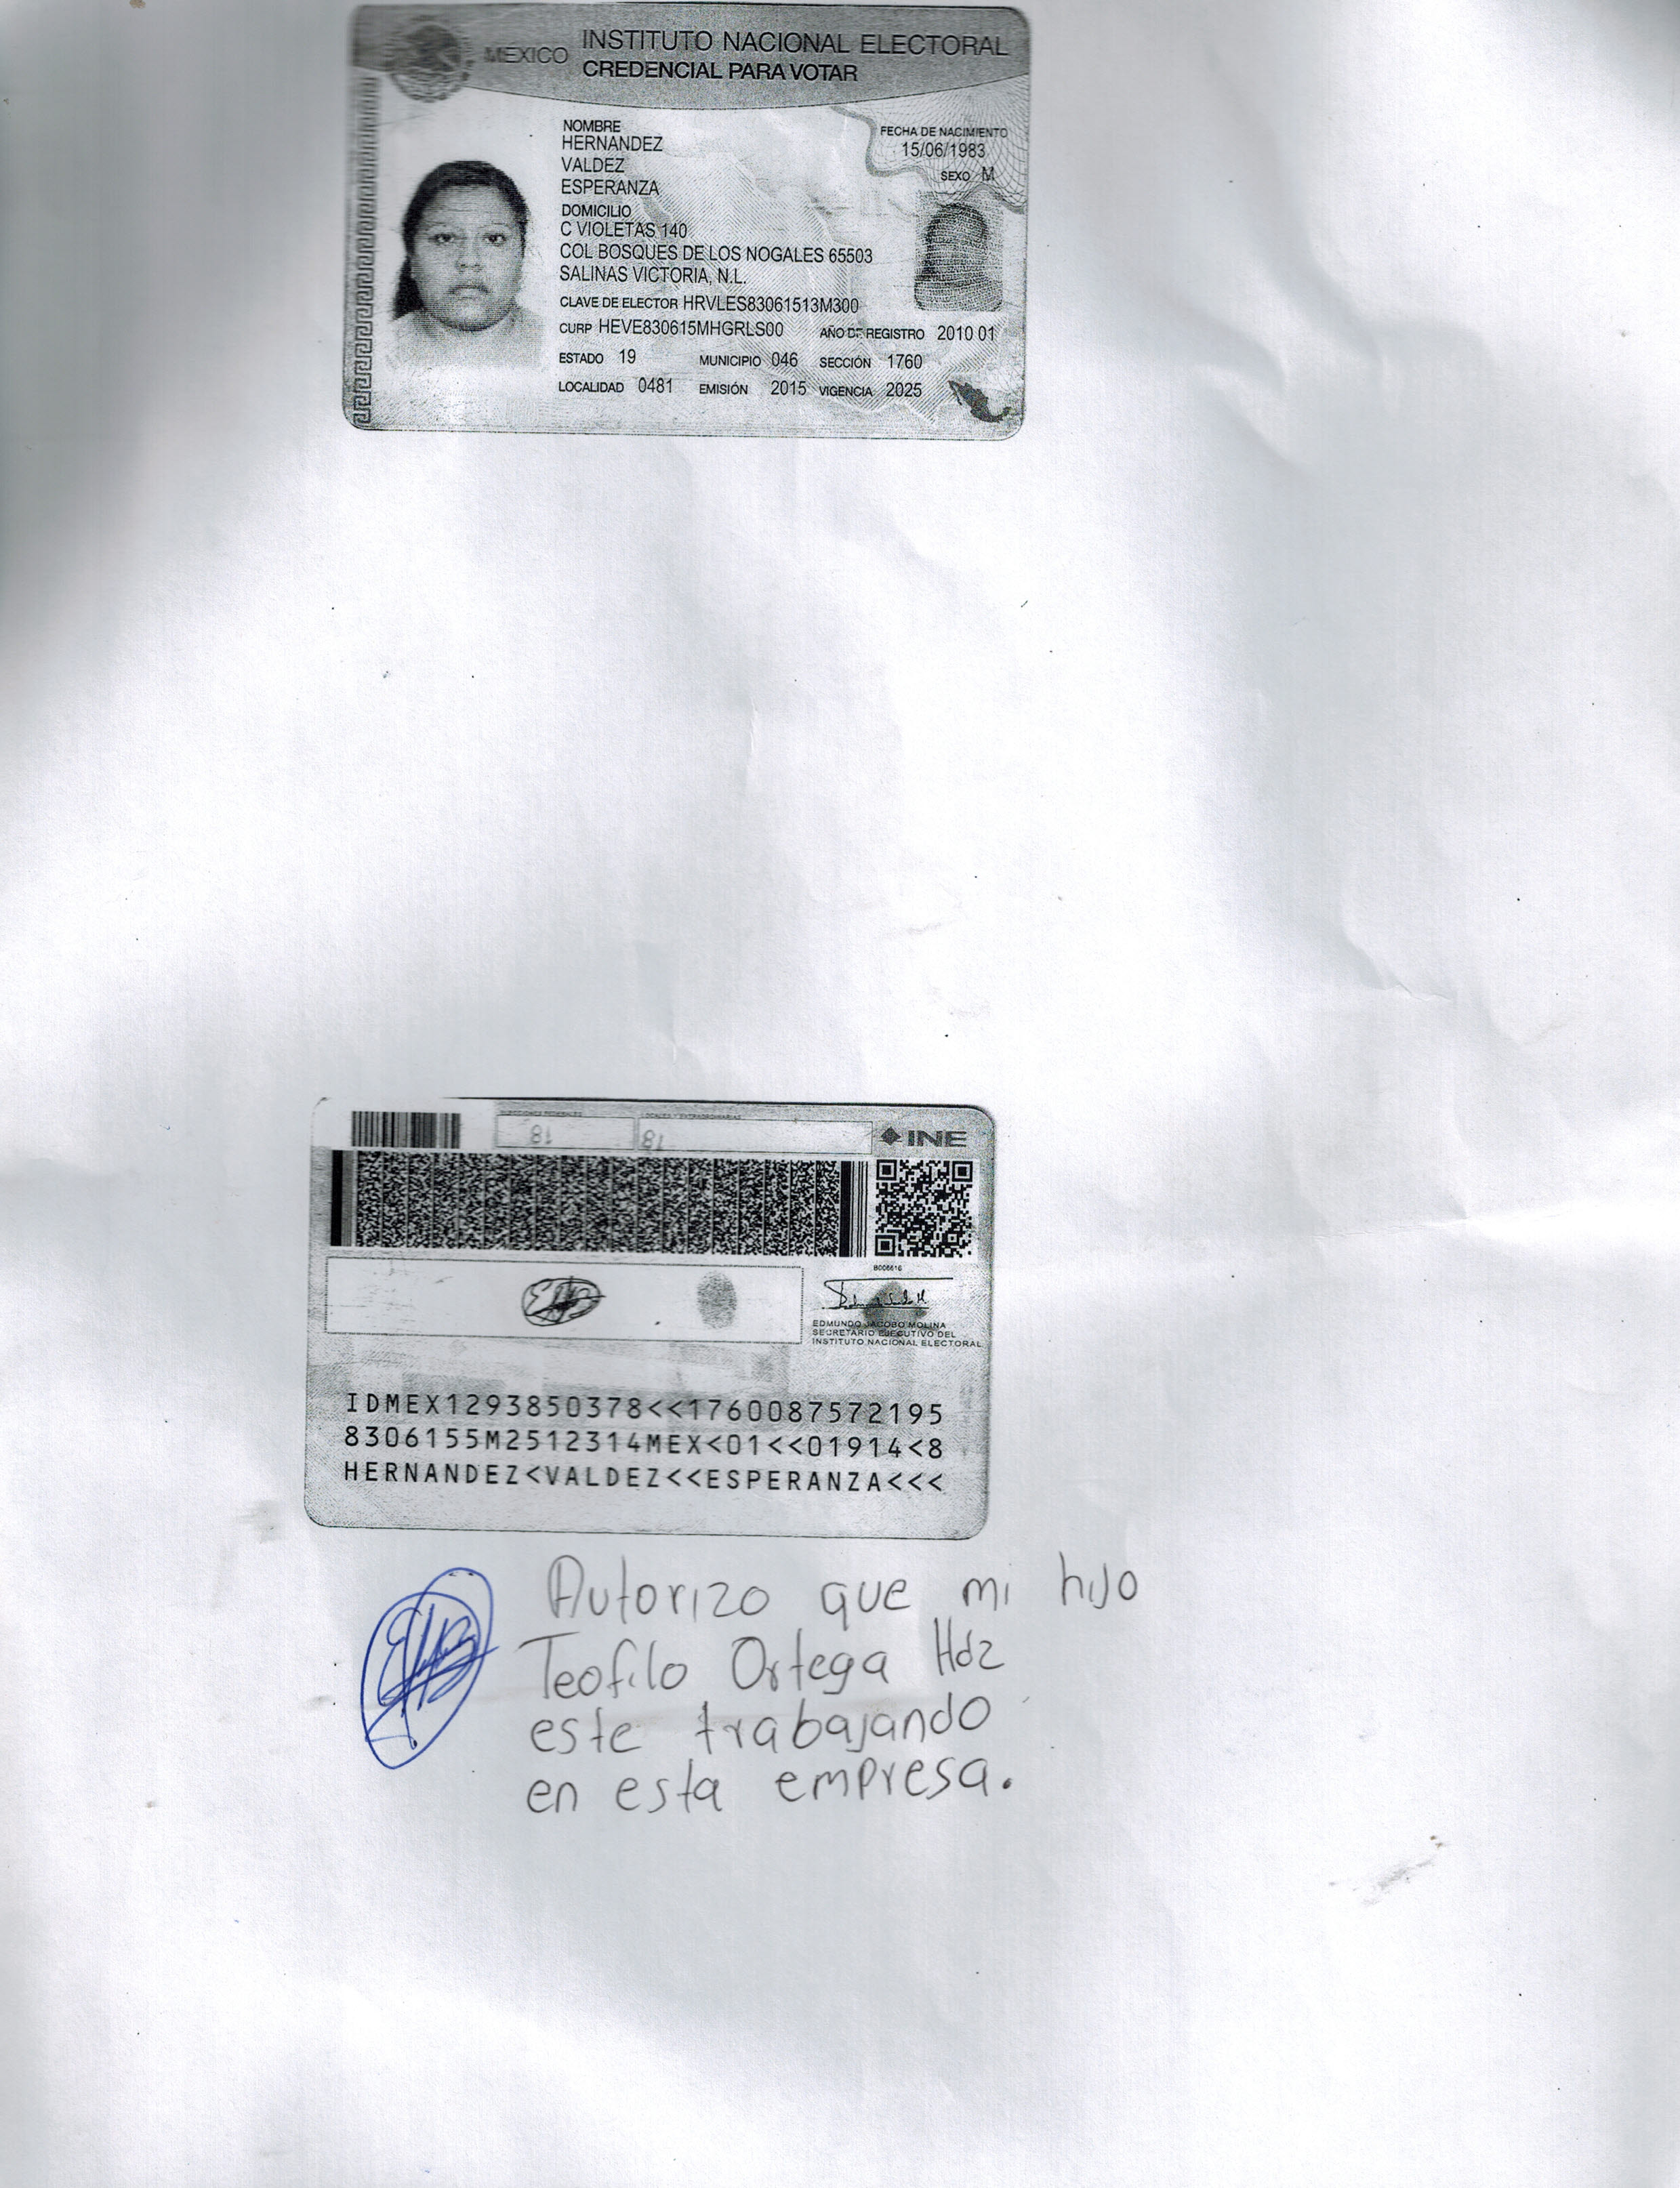 MEXICO INSTITUTO NACIONAL ELECTORAL
CREDENCIAL PARA VOTAR
NOMBRE
HERNANDEZ
VALDEZ
ESPERANZA
FECHA DE NACIMIENTO
15/06/1983
SEXO M
DOMICILIO
C VIOLETAS 140
COL BOSQUES DE LOS NOGALES 65503
SALINAS VICTORIA, N.L.
CLAVE DE ELECTOR HRVLES83061513M300
CURP HEVE830615MHGRLS00 AÑO DE REGISTRO 2010 01
ESTADO 19 MUNICIPIO 046 SECCIÓN 1760
LOCALIDAD 0481 EMISIÓN 2015 VIGENCIA 2025
ELECCIONES FEDERALES LOCALES Y EXTRAORDINARIAS
18 18
INE
EDMUNDO JACOBO MOLINA
SECRETARIO EJECUTIVO DEL
INSTITUTO NACIONAL ELECTORAL
IDMEX1293850378<<1760087572195
8306155M2512314MEX<01<<01914<8
HERNANDEZ<VALDEZ<<ESPERANZA<<<
Autorizo que mi hijo
Teofilo Ortega Hdz
este trabajando
en esta empresa.